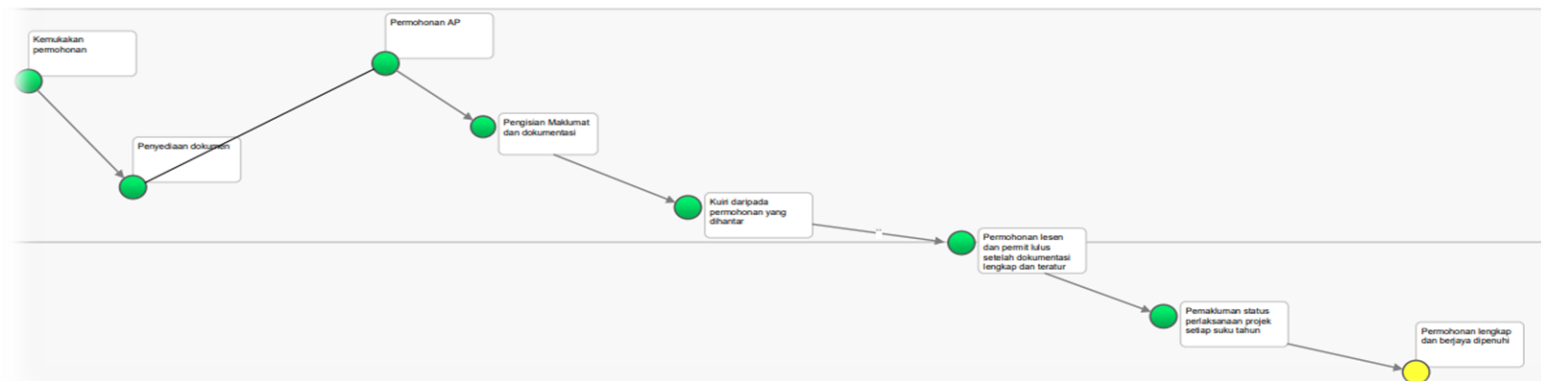 Kemukakan
permohonan
Penyediaan dokumen
Permohonan AP
Pengisian Maklumat
dan dokumentasi
Kuiri daripada
permohonan yang
dihantar
Permohonan lesen
dan permit lulus
setelah dokumentasi
lengkap dan teratur
Pemakluman status
perlaksanaan projek
setiap suku tahun
Permohonan lengkap
dan berjaya dipenuhi